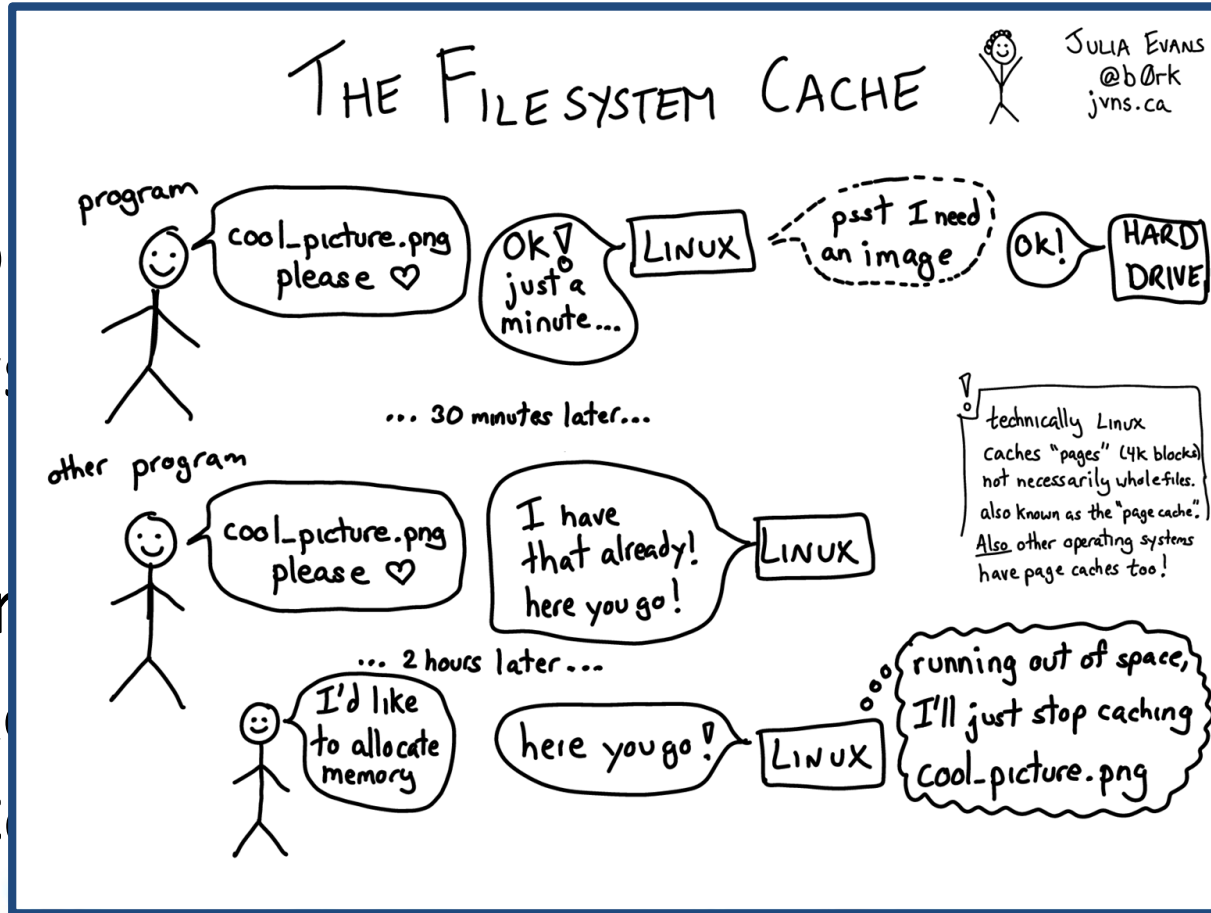 THE FILESYSTEM CACHE
JULIA EVANS
@b0rk
jvns.ca
program
cool_picture.png
please ♡
OK!
just a
minute...
LINUX
psst I need
an image
OK!
HARD
DRIVE
... 30 minutes later...
!
technically Linux
caches "pages" (4k blocks)
not necessarily whole files.
also known as the "page cache".
Also other operating systems
have page caches too!
other program
cool_picture.png
please ♡
I have
that already!
here you go!
LINUX
... 2 hours later...
I'd like
to allocate
memory
here you go!
LINUX
running out of space,
I'll just stop caching
cool_picture.png